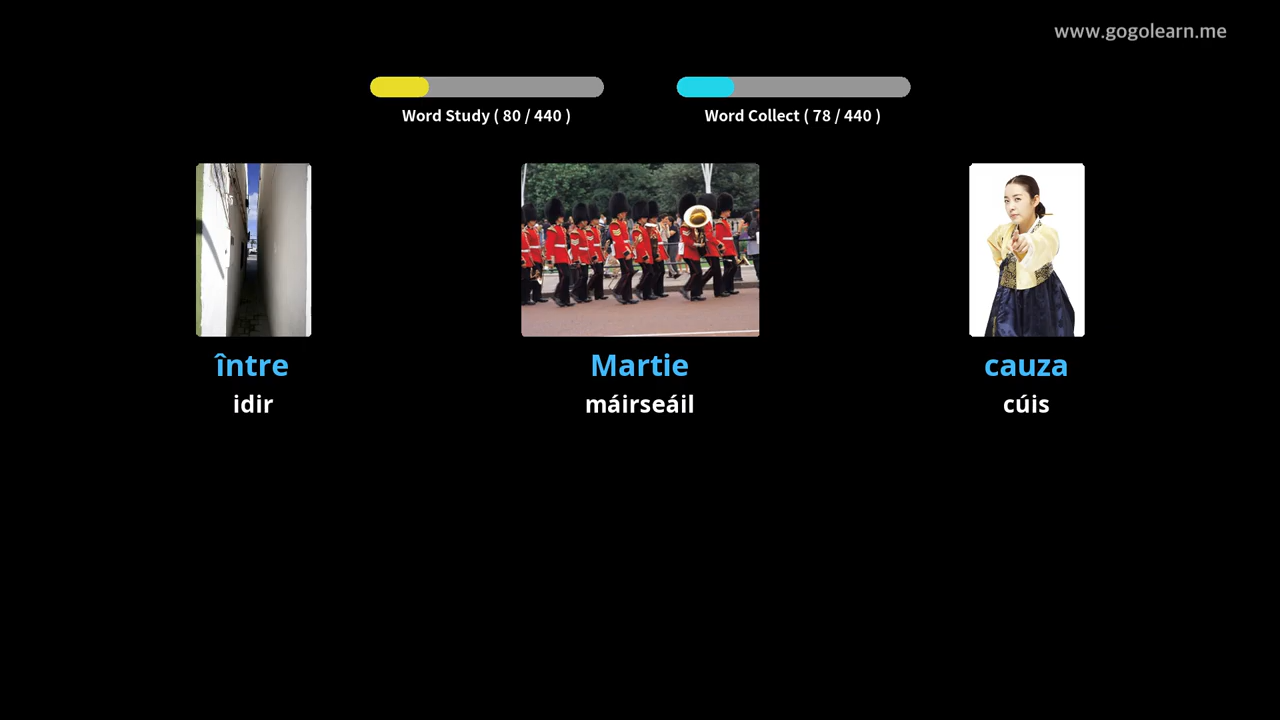 www.gogolearn.me
Word Study ( 80 / 440 )
Word Collect ( 78 / 440 )
între
Martie
cauza
idir
máirseáil
cúis